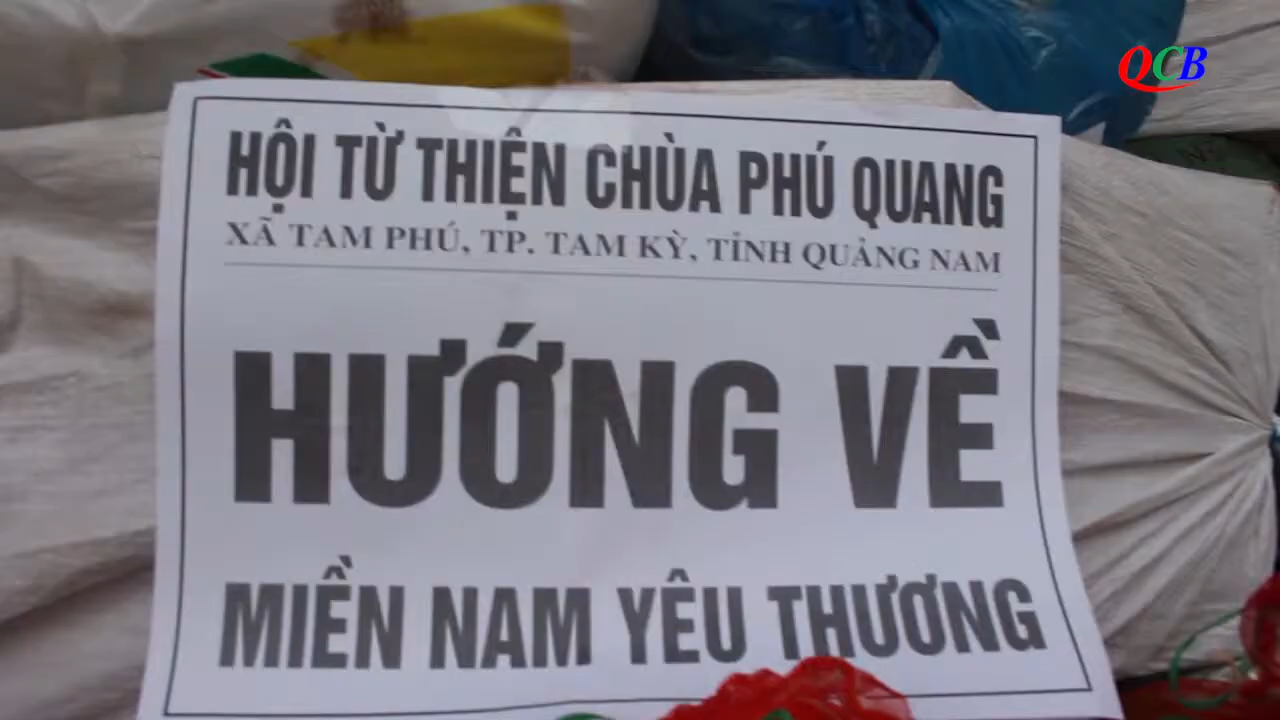 QCB
HỘI TỪ THIỆN CHÙA PHÚ QUANG
XÃ TAM PHÚ, TP. TAM KỲ, TỈNH QUẢNG NAM
HƯỚNG VỀ
MIỀN NAM YÊU THƯƠNG